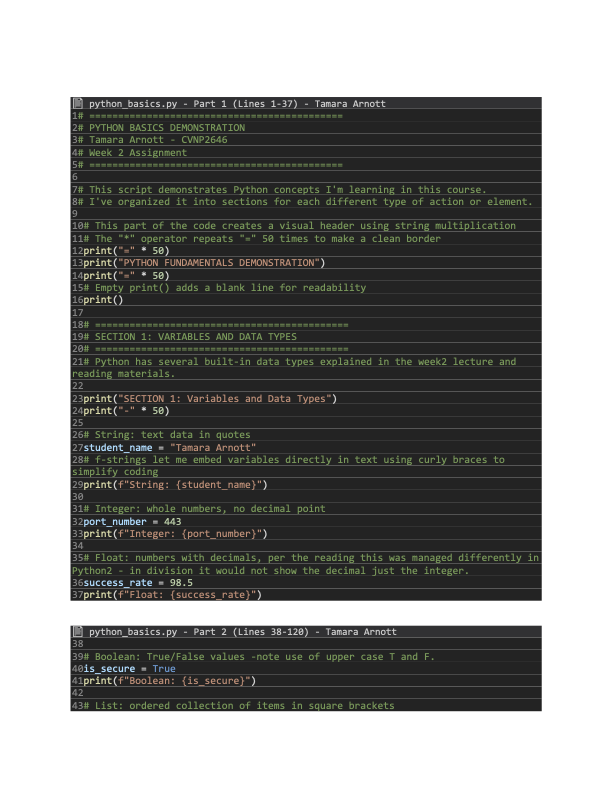 python_basics.py - Part 1 (Lines 1-37) - Tamara Arnott
1# ===========================================
2# PYTHON BASICS DEMONSTRATION
3# Tamara Arnott - CVNP2646
4# Week 2 Assignment
5# ===========================================
6
7# This script demonstrates Python concepts I'm learning in this course.
8# I've organized it into sections for each different type of action or element.
9
10# This part of the code creates a visual header using string multiplication
11# The "*" operator repeats "=" 50 times to make a clean border
12print("=" * 50)
13print("PYTHON FUNDAMENTALS DEMONSTRATION")
14print("=" * 50)
15# Empty print() adds a blank line for readability
16print()
17
18# ===========================================
19# SECTION 1: VARIABLES AND DATA TYPES
20# ===========================================
21# Python has several built-in data types explained in the week2 lecture and
reading materials.
22
23print("SECTION 1: Variables and Data Types")
24print("-" * 50)
25
26# String: text data in quotes
27student_name = "Tamara Arnott"
28# f-strings let me embed variables directly in text using curly braces to
simplify coding
29print(f"String: {student_name}")
30
31# Integer: whole numbers, no decimal point
32port_number = 443
33print(f"Integer: {port_number}")
34
35# Float: numbers with decimals, per the reading this was managed differently in
Python2 - in division it would not show the decimal just the integer.
36success_rate = 98.5
37print(f"Float: {success_rate}")
python_basics.py - Part 2 (Lines 38-120) - Tamara Arnott
38
39# Boolean: True/False values -note use of upper case T and F.
40is_secure = True
41print(f"Boolean: {is_secure}")
42
43# List: ordered collection of items in square brackets